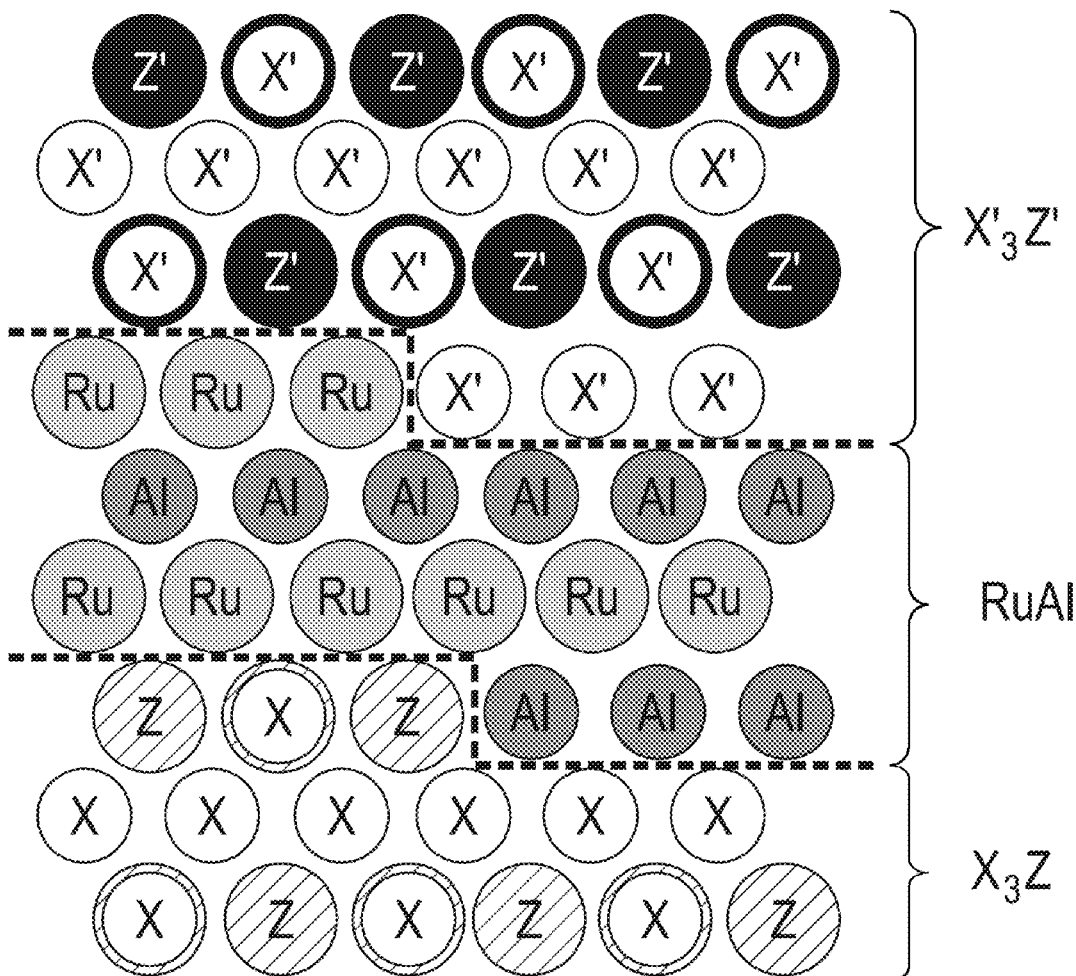 Z' X' Z' X' Z' X'
X' X' X' X' X' X'
X' Z' X' Z' X' Z'
X'₃Z'
Ru Ru Ru X' X' X'
Al Al Al Al Al Al
Ru Ru Ru Ru Ru Ru
RuAl
Z X Z Al Al Al
X X X X X X
X₃Z
X Z X Z X Z